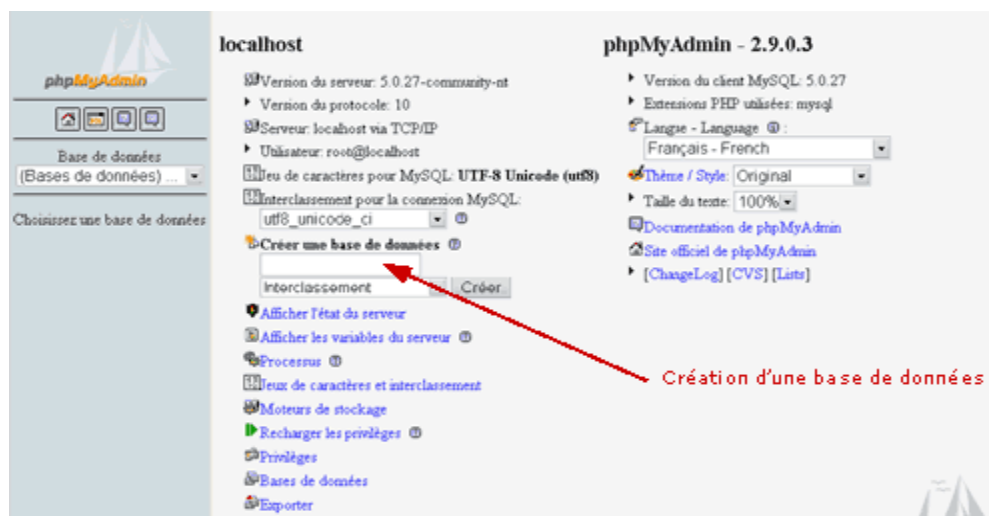 phpMyAdmin
Base de données
(Bases de données) ...
Choisissez une base de données
localhost
Version du serveur: 5.0.27-community-nt
Version du protocole: 10
Serveur: localhost via TCP/IP
Utilisateur: root@localhost
Jeu de caractères pour MySQL: UTF-8 Unicode (utf8)
Interclassement pour la connexion MySQL:
utf8_unicode_ci
Créer une base de données
Interclassement Créer
Afficher l'état du serveur
Afficher les variables du serveur
Processus
Jeux de caractères et interclassement
Moteurs de stockage
Recharger les privilèges
Privilèges
Bases de données
Exporter
phpMyAdmin - 2.9.0.3
Version du client MySQL: 5.0.27
Extensions PHP utilisées: mysql
Langue - Language :
Français - French
Thème / Style: Original
Taille du texte: 100%
Documentation de phpMyAdmin
Site officiel de phpMyAdmin
[ChangeLog] [CVS] [Lists]
Création d'une base de données